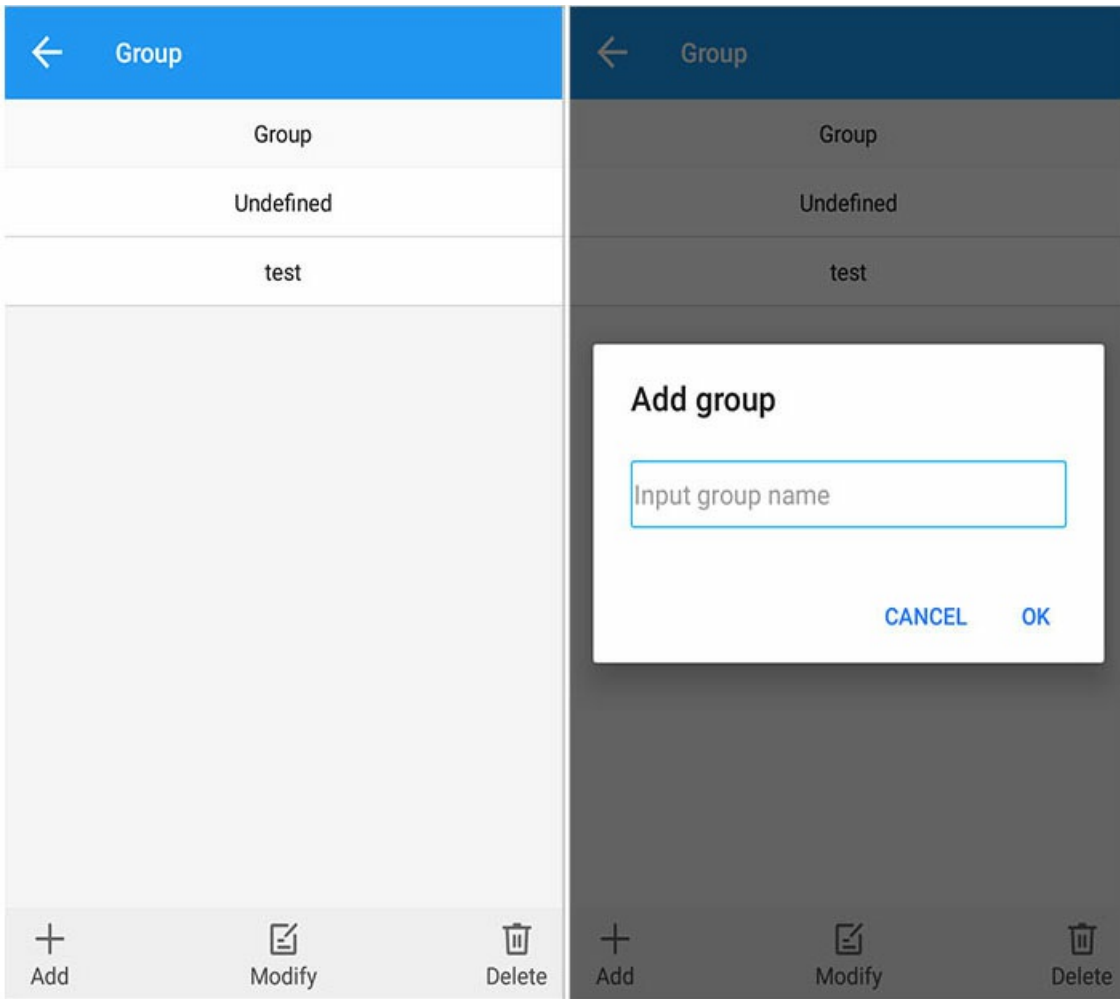 Group
Group
Undefined
test
Add
Modify
Delete
Group
Group
Undefined
test
Add group
Input group name
CANCEL
OK
Add
Modify
Delete